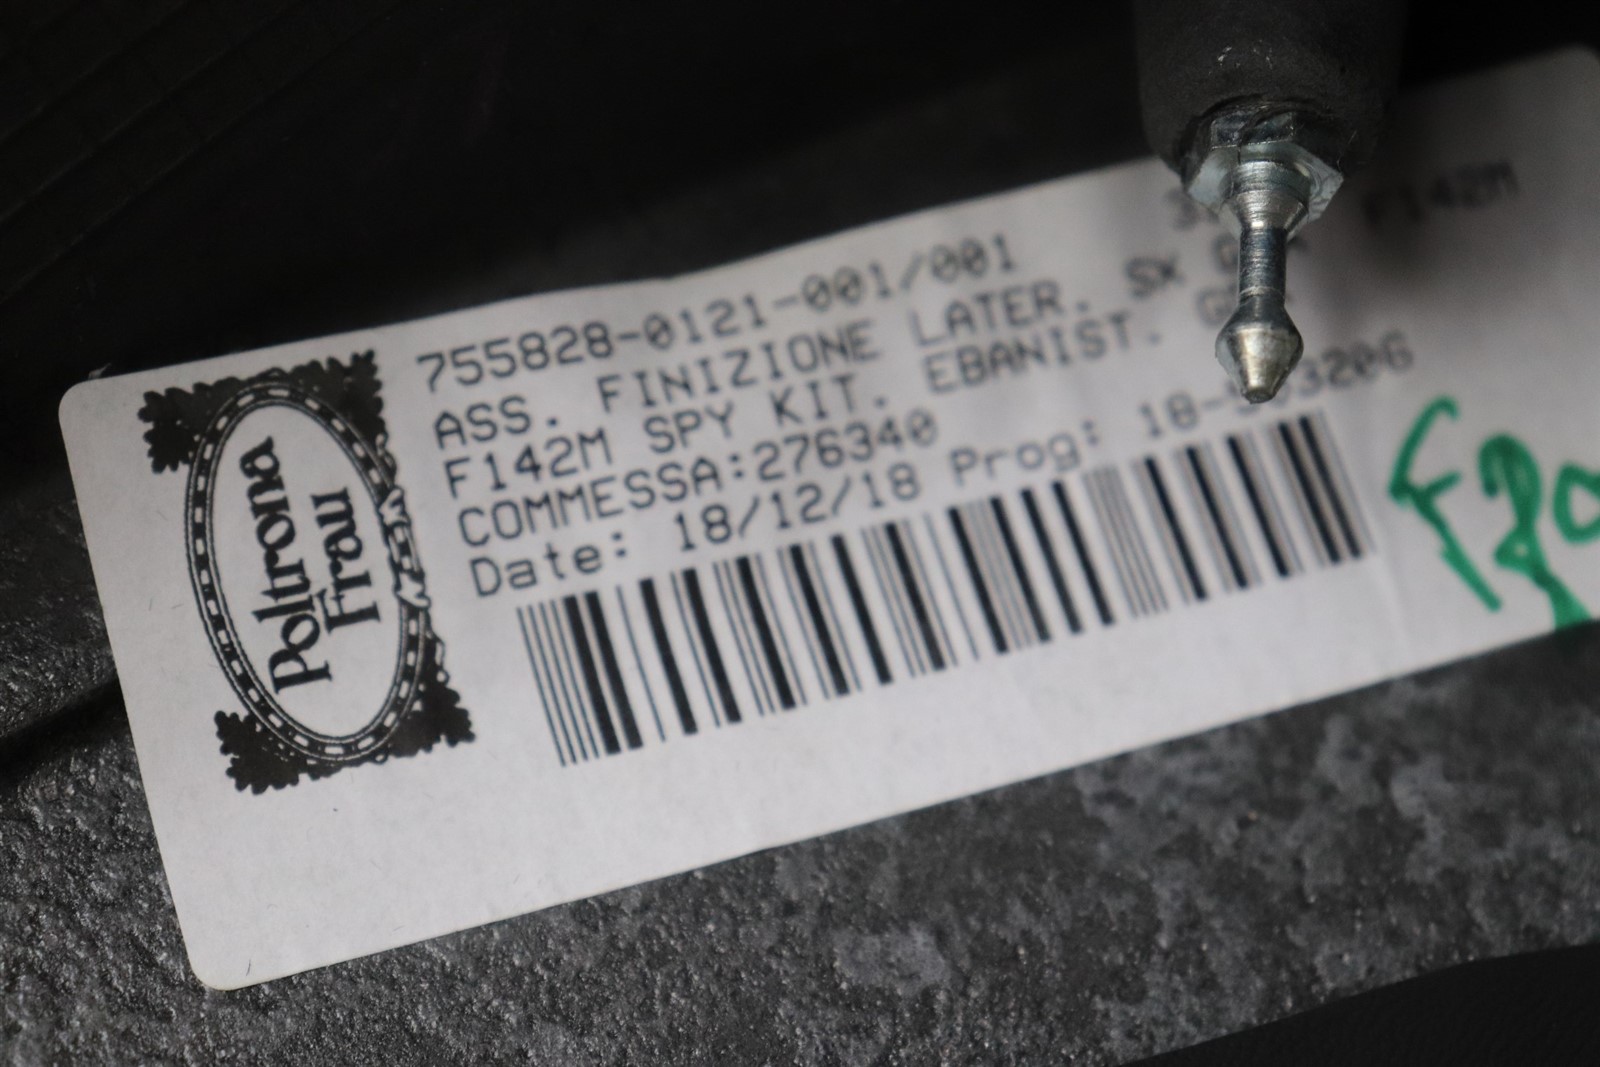 Poltrona
Frau
755828-0121-001/001
F142M
ASS. FINIZIONE LATER. SX
F142M SPY KIT. EBANIST.
COMMESSA:276340
Date: 18/12/18 Prog: